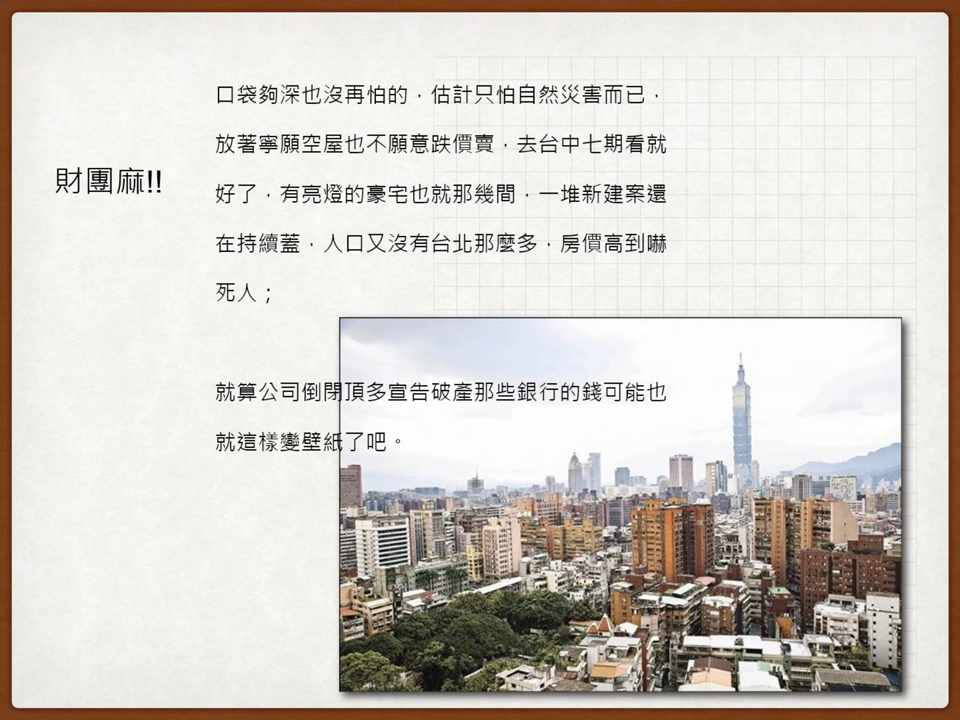 財團麻!!
口袋夠深也沒再怕的，估計只怕自然災害而已，
放著寧願空屋也不願意跌價賣，去台中七期看就
好了，有亮燈的豪宅也就那幾間，一堆新建案還
在持續蓋，人口又沒有台北那麼多，房價高到嚇
死人；
就算公司倒閉頂多宣告破產那些銀行的錢可能也
就這樣變壁紙了吧。